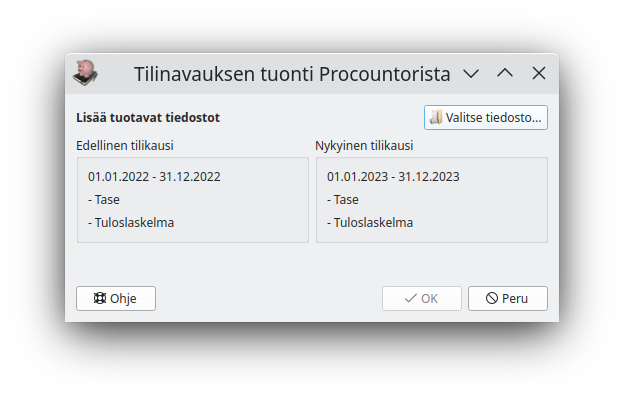 Tilinavauksen tuonti Procountorista
Lisää tuotavat tiedostot
Valitse tiedosto...
Edellinen tilikausi
Nykyinen tilikausi
01.01.2022 - 31.12.2022
- Tase
- Tuloslaskelma
01.01.2023 - 31.12.2023
- Tase
- Tuloslaskelma
Ohje
OK
Peru